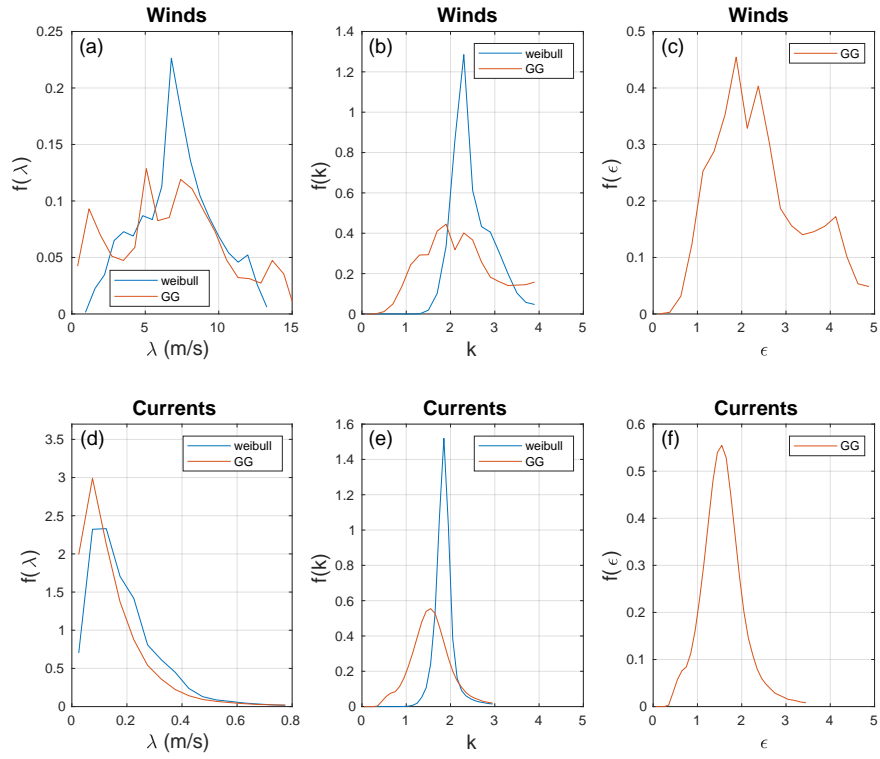 Winds
(a)
0.25
0.2
0.15
0.1
0.05
0
f( λ)
weibull
GG
0 5 10 15
λ (m/s)
Winds
(b)
1.4
1.2
1
0.8
0.6
0.4
0.2
0
f(k)
weibull
GG
0 1 2 3 4 5
k
Winds
(c)
0.5
0.4
0.3
0.2
0.1
0
f( ϵ)
GG
0 1 2 3 4 5
ϵ
Currents
(d)
3.5
3
2.5
2
1.5
1
0.5
0
f( λ)
weibull
GG
0 0.2 0.4 0.6 0.8
λ (m/s)
Currents
(e)
1.6
1.4
1.2
1
0.8
0.6
0.4
0.2
0
f(k)
weibull
GG
0 1 2 3 4 5
k
Currents
(f)
0.6
0.5
0.4
0.3
0.2
0.1
0
f( ϵ)
GG
0 1 2 3 4 5
ϵ